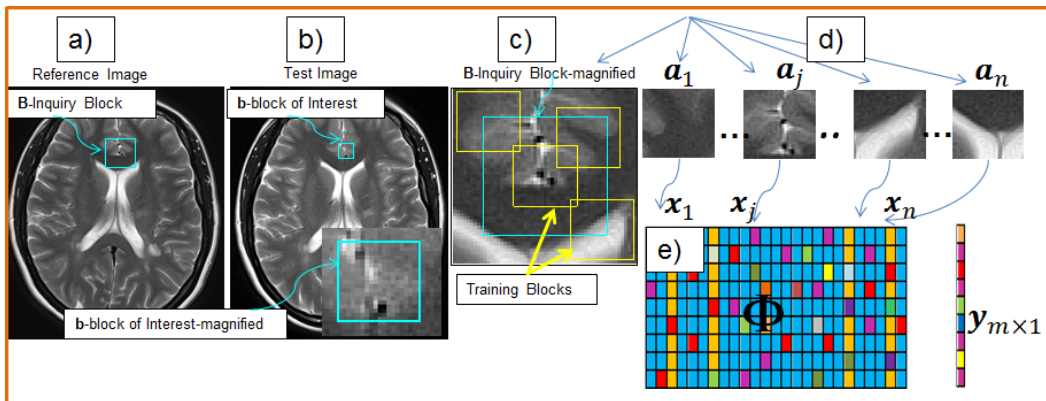 a)
Reference Image
B-Inquiry Block
b)
Test Image
b-block of Interest
b-block of Interest-magnified
c)
B-Inquiry Block-magnified
Training Blocks
d)
a1
aj
an
... .. ...
x1
xj
xn
e)
Φ
ym×1